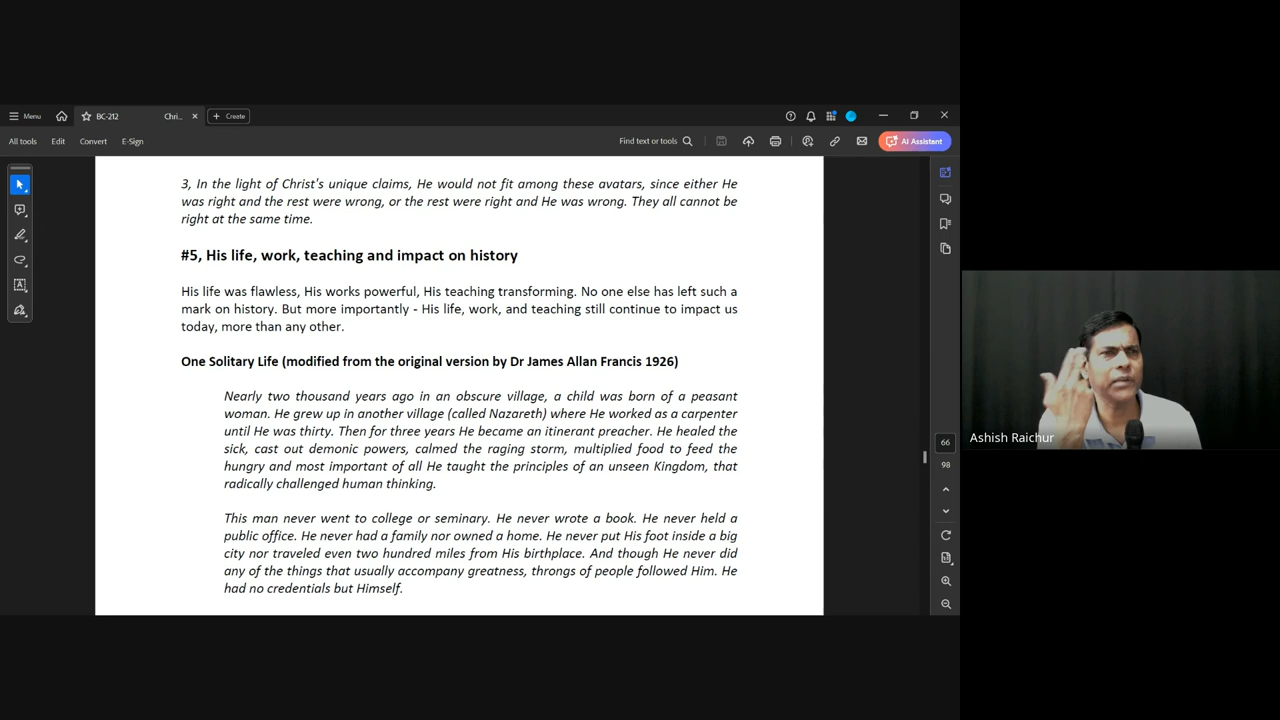 Menu
BC-212
Chri...
Create
All tools
Edit
Convert
E-Sign
Find text or tools
AI Assistant
3, In the light of Christ's unique claims, He would not fit among these avatars, since either He
was right and the rest were wrong, or the rest were right and He was wrong. They all cannot be
right at the same time.
#5, His life, work, teaching and impact on history
His life was flawless, His works powerful, His teaching transforming. No one else has left such a
mark on history. But more importantly - His life, work, and teaching still continue to impact us
today, more than any other.
One Solitary Life (modified from the original version by Dr James Allan Francis 1926)
Nearly two thousand years ago in an obscure village, a child was born of a peasant
woman. He grew up in another village (called Nazareth) where He worked as a carpenter
until He was thirty. Then for three years He became an itinerant preacher. He healed the
sick, cast out demonic powers, calmed the raging storm, multiplied food to feed the
hungry and most important of all He taught the principles of an unseen Kingdom, that
radically challenged human thinking.
This man never went to college or seminary. He never wrote a book. He never held a
public office. He never had a family nor owned a home. He never put His foot inside a big
city nor traveled even two hundred miles from His birthplace. And though He never did
any of the things that usually accompany greatness, throngs of people followed Him. He
had no credentials but Himself.
66
98
Ashish Raichur